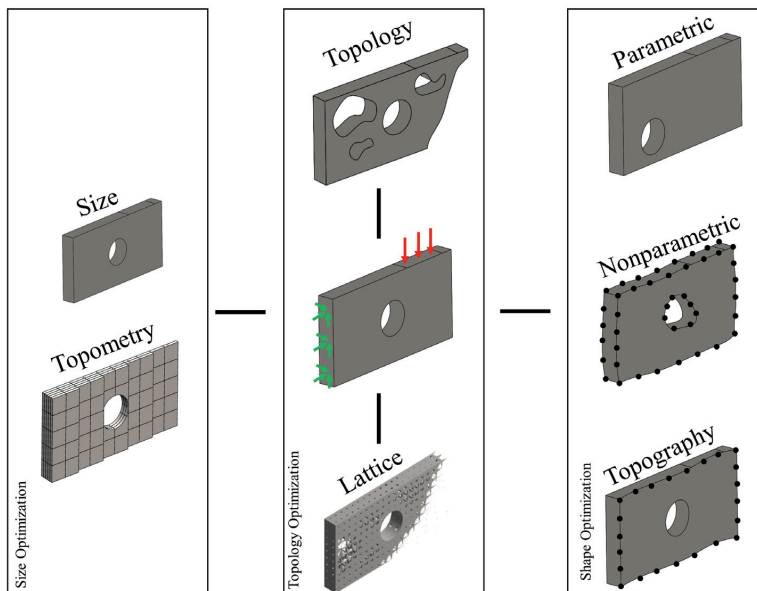 Size
Topometry
Size Optimization
Topology
Lattice
Topology Optimization
Parametric
Nonparametric
Topography
Shape Optimization